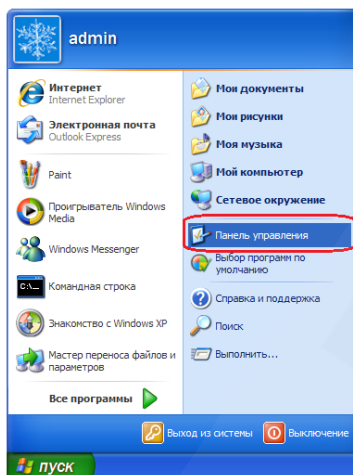 admin
Интернет
Internet Explorer
Электронная почта
Outlook Express
Paint
Проигрыватель Windows
Media
Windows Messenger
Командная строка
Знакомство с Windows XP
Мастер переноса файлов и
параметров
Все программы
Мои документы
Мои рисунки
Моя музыка
Мой компьютер
Сетевое окружение
Панель управления
Выбор программ по
умолчанию
Справка и поддержка
Поиск
Выполнить...
Выход из системы
Выключение
пуск